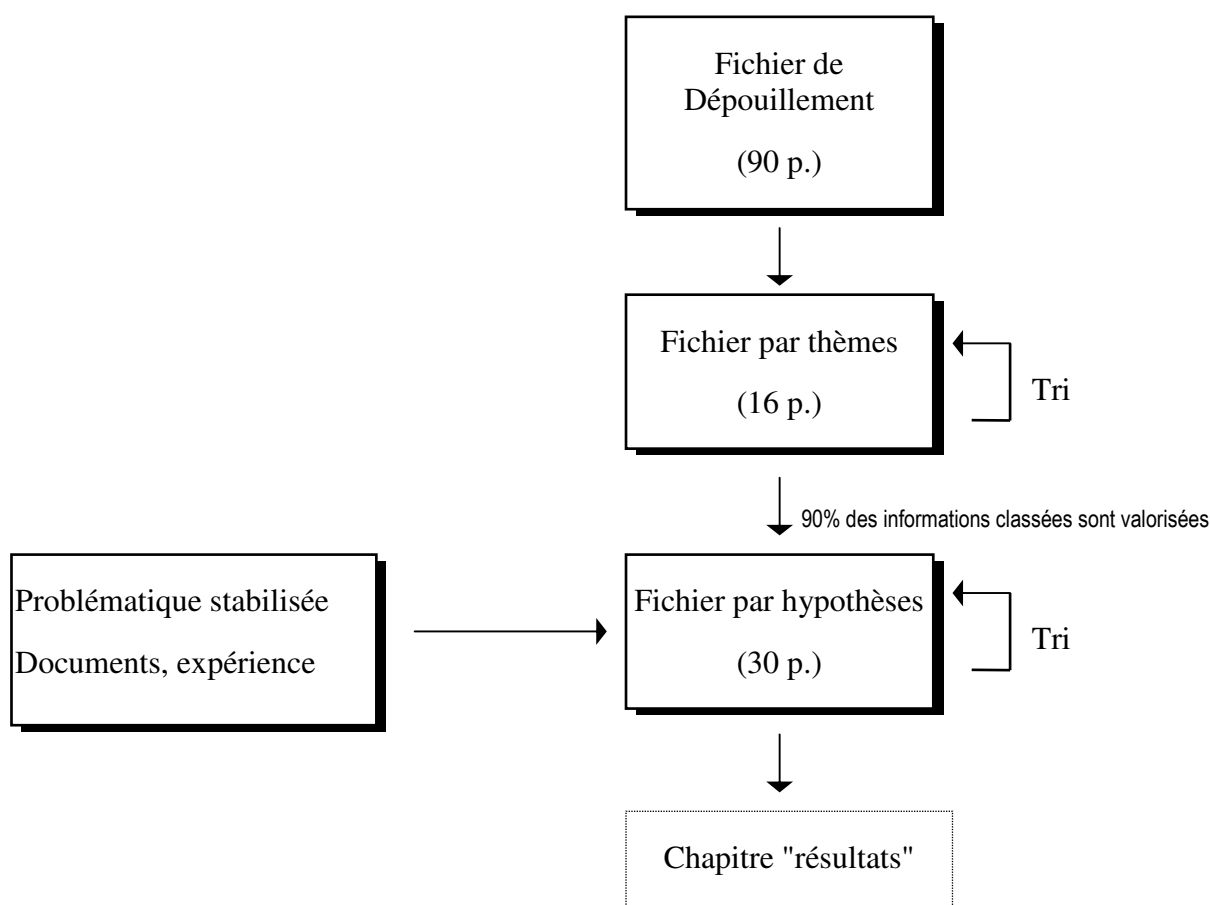 Fichier de
Dépouillement
(90 p.)
Fichier par thèmes
(16 p.)
Tri
90% des informations classées sont valorisées
Problématique stabilisée
Documents, expérience
Fichier par hypothèses
(30 p.)
Tri
Chapitre "résultats"